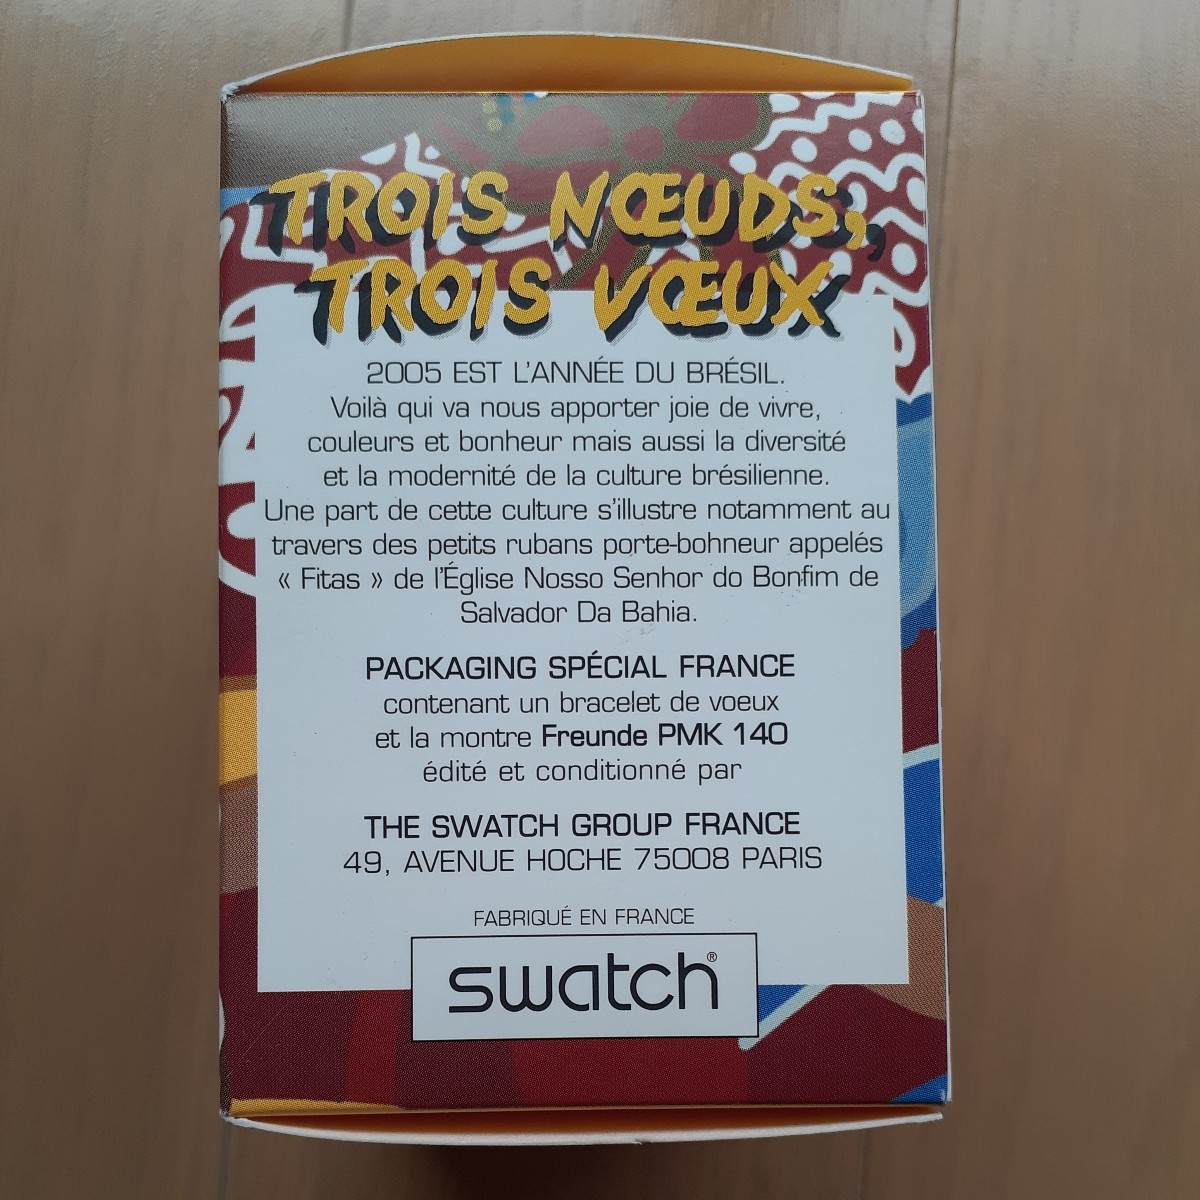 TROIS NŒUDS,
TROIS VŒUX
2005 EST L'ANNÉE DU BRÉSIL.
Voilà qui va nous apporter joie de vivre,
couleurs et bonheur mais aussi la diversité
et la modernité de la culture brésilienne.
Une part de cette culture s'illustre notamment au
travers des petits rubans porte-bohneur appelés
« Fitas » de l'Église Nosso Senhor do Bonfim de
Salvador Da Bahia.
PACKAGING SPÉCIAL FRANCE
contenant un bracelet de voeux
et la montre Freunde PMK 140
édité et conditionné par
THE SWATCH GROUP FRANCE
49, AVENUE HOCHE 75008 PARIS
FABRIQUÉ EN FRANCE
swatch®